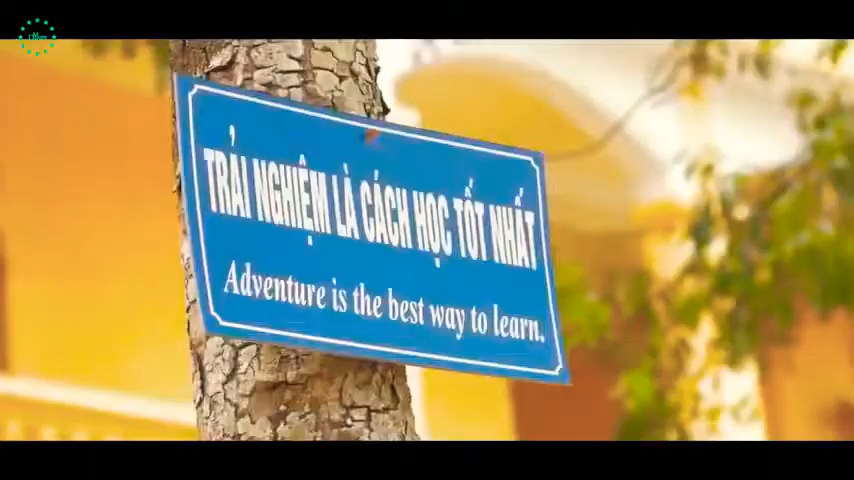 TRẢI NGHIỆM LÀ CÁCH HỌC TỐT NHẤT
Adventure is the best way to learn.